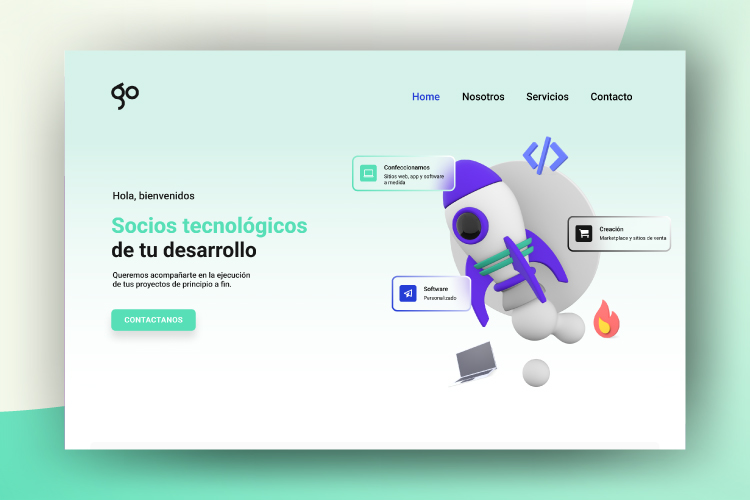 go
Home Nosotros Servicios Contacto
Hola, bienvenidos
Socios tecnológicos
de tu desarrollo
Queremos acompañarte en la ejecución
de tus proyectos de principio a fin.
CONTACTANOS
Confeccionamos
Sitios web, app y software
a medida
</>
Creación
Marketplace y sitios de venta
Software
Personalizado